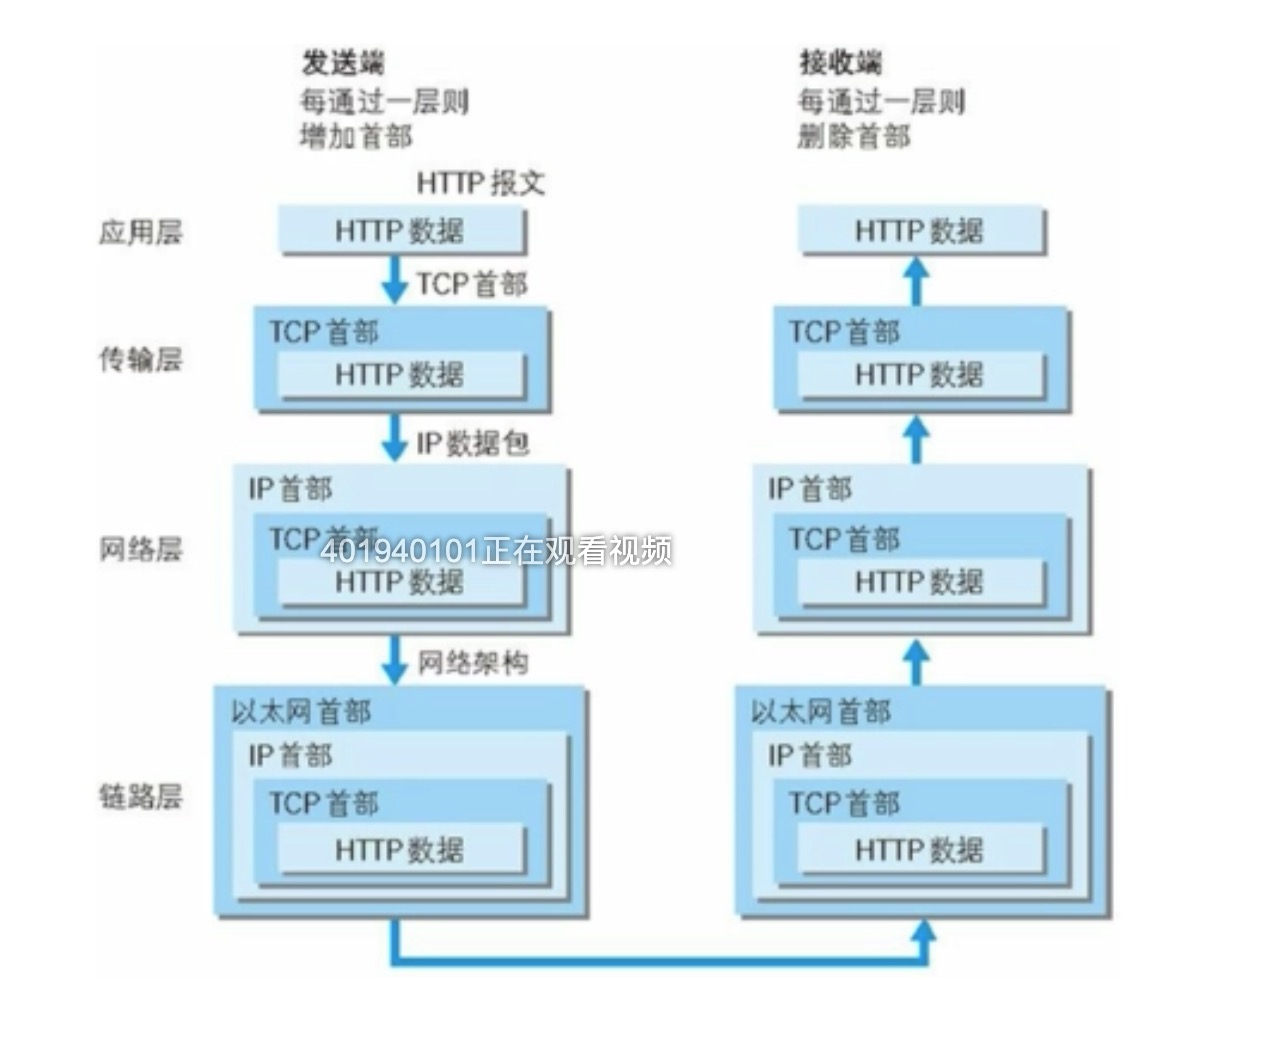 发送端
每通过一层则
增加首部
接收端
每通过一层则
删除首部
HTTP 报文
应用层
HTTP 数据
HTTP 数据
TCP 首部
传输层
TCP 首部
HTTP 数据
TCP 首部
HTTP 数据
IP 数据包
网络层
IP 首部
TCP 首部
HTTP 数据
IP 首部
TCP 首部
HTTP 数据
401940101正在观看视频
网络架构
链路层
以太网首部
IP 首部
TCP 首部
HTTP 数据
以太网首部
IP 首部
TCP 首部
HTTP 数据